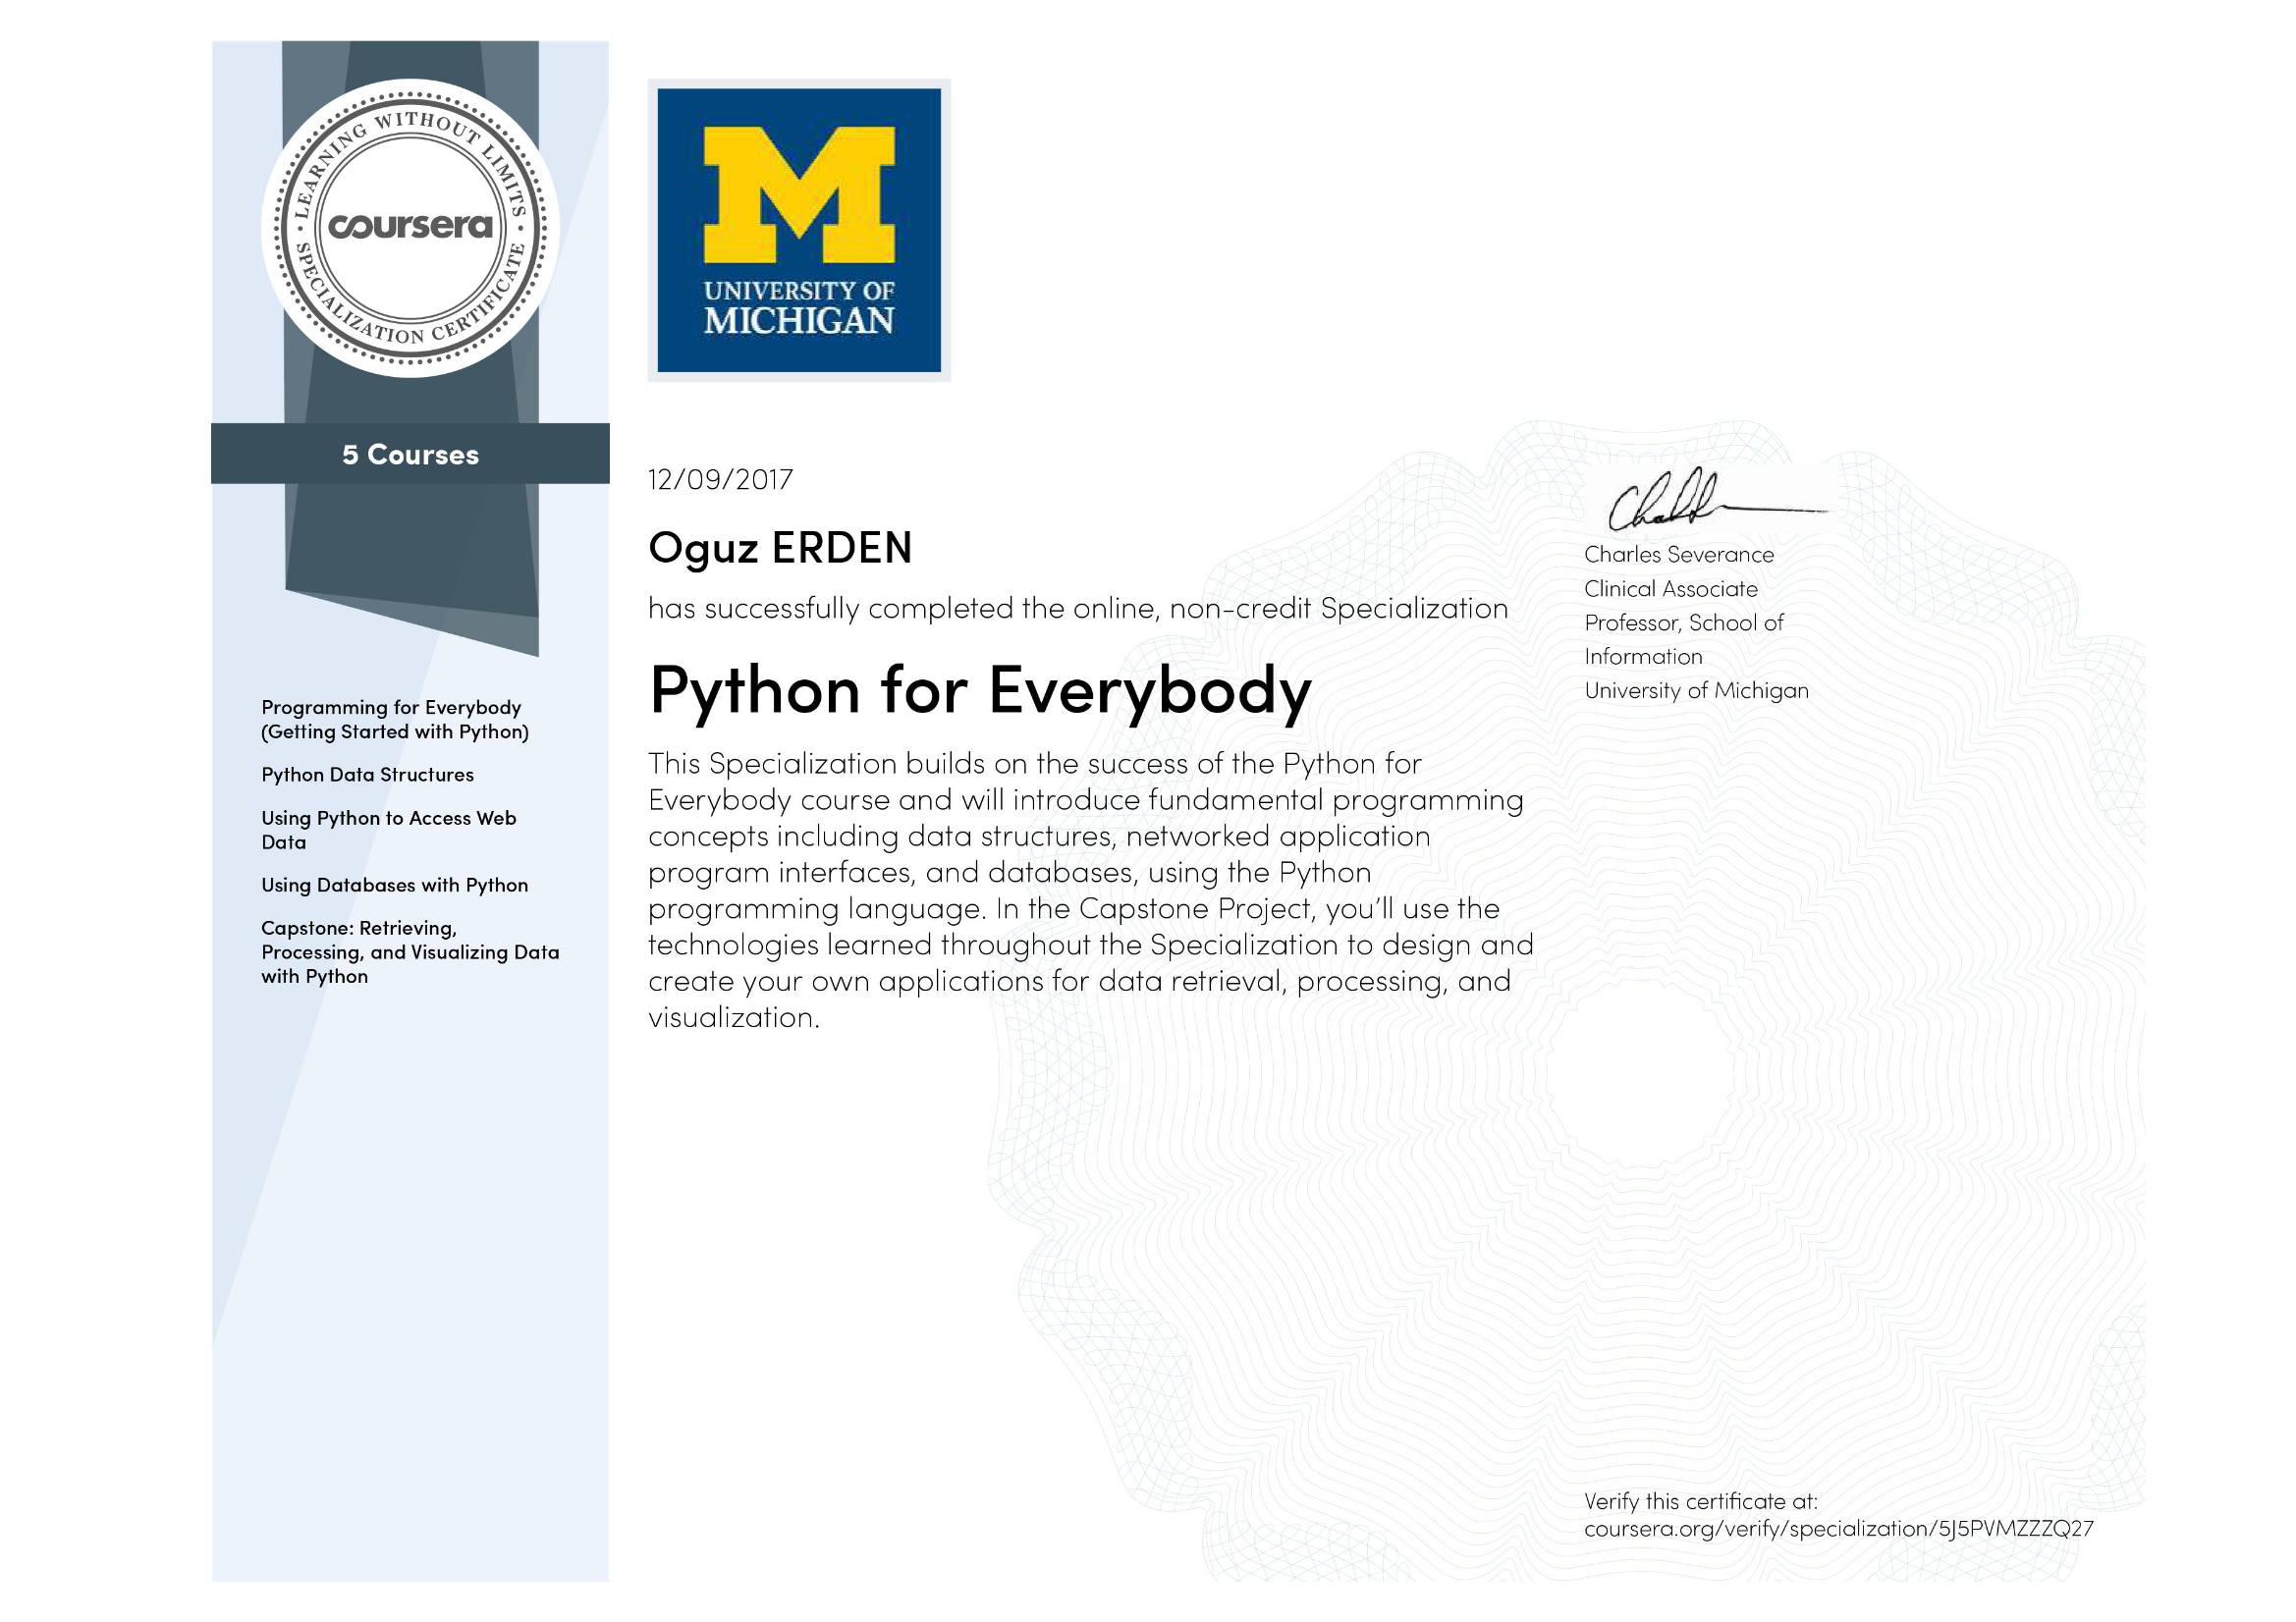 LEARNING WITHOUT LIMITS
coursera
SPECIALIZATION CERTIFICATE
5 Courses
Programming for Everybody
(Getting Started with Python)
Python Data Structures
Using Python to Access Web
Data
Using Databases with Python
Capstone: Retrieving,
Processing, and Visualizing Data
with Python
M
UNIVERSITY OF
MICHIGAN
12/09/2017
Oguz ERDEN
has successfully completed the online, non-credit Specialization
Python for Everybody
This Specialization builds on the success of the Python for
Everybody course and will introduce fundamental programming
concepts including data structures, networked application
program interfaces, and databases, using the Python
programming language. In the Capstone Project, you’ll use the
technologies learned throughout the Specialization to design and
create your own applications for data retrieval, processing, and
visualization.
Charles Severance
Clinical Associate
Professor, School of
Information
University of Michigan
Verify this certificate at:
coursera.org/verify/specialization/5J5PVMZZZQ27